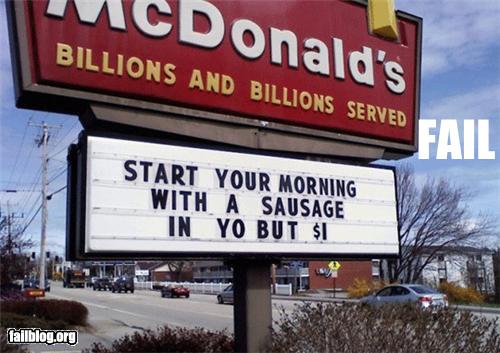 McDonald's
BILLIONS AND BILLIONS SERVED
FAIL
START YOUR MORNING
WITH A SAUSAGE
IN YO BUT $1
failblog.org